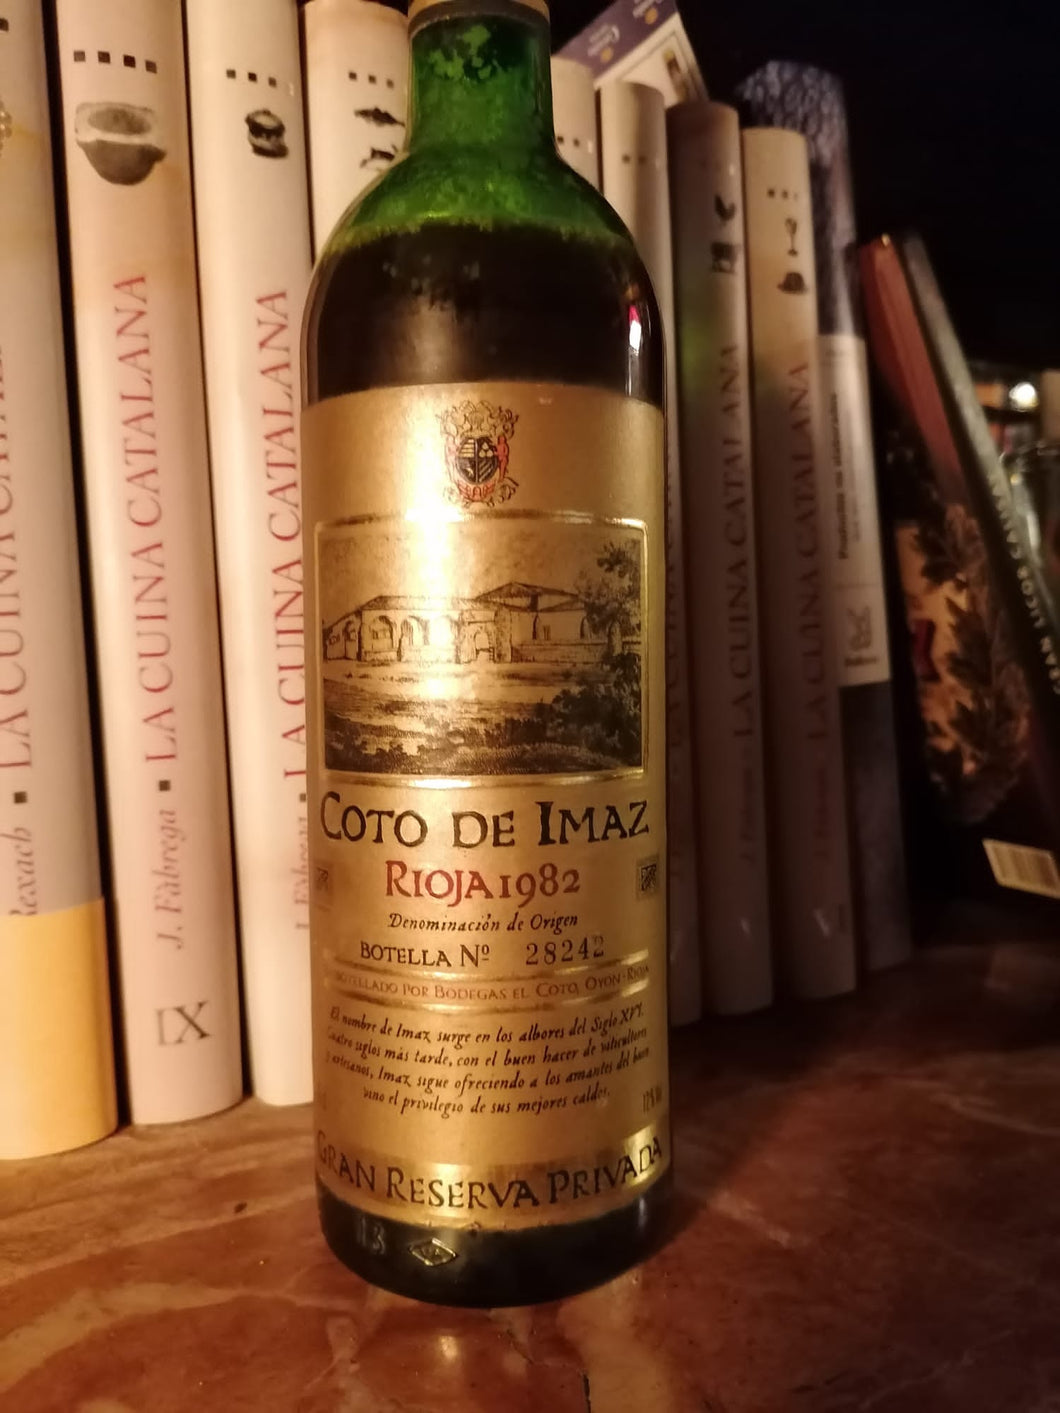 COTO DE IMAZ
RIOJA 1982
Denominación de Origen
BOTELLA Nº 28242
EMBOTELLADO POR BODEGAS EL COTO, OYON-RIOJA
El nombre de Imaz surge en los albores del Siglo XVI.
Cuatro siglos más tarde, con el buen hacer de viticultores
y artesanos, Imaz sigue ofreciendo a los amantes del buen
vino el privilegio de sus mejores caldos.
GRAN RESERVA PRIVADA
13
LA CUINA CATALANA
Rexach
J. Fàbrega ▪ LA CUINA CATALANA
IX
J. Fàbrega ▪ LA CUINA CATALANA
LA CUINA CATALANA
LA CUINA CATALANA